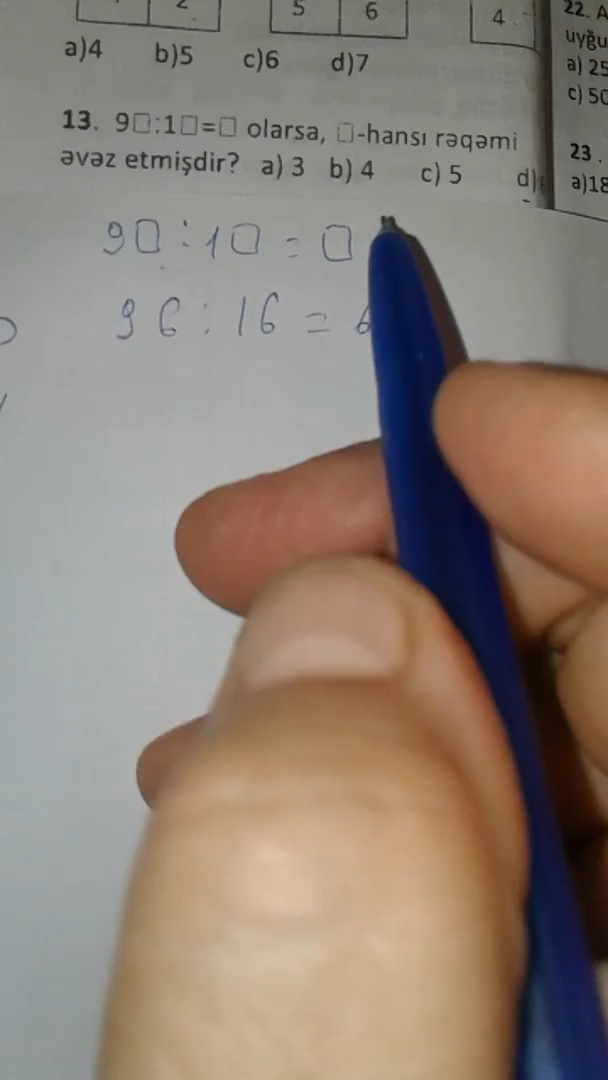 5 6
4
a)4 b)5 c)6 d)7
22. A
uyğu
a) 25
c) 50
13. 9□:1□=□ olarsa, □-hansı rəqəmi
əvəz etmişdir? a) 3 b) 4 c) 5 d)
23.
a)18
9□:1□=□
96:16=6